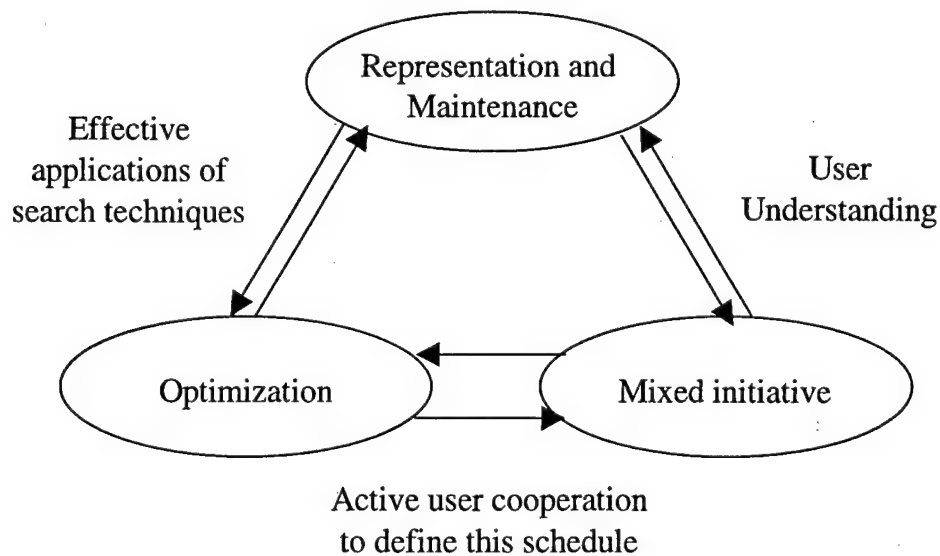 Representation and
Maintenance
Effective
applications of
search techniques
User
Understanding
Optimization
Mixed initiative
Active user cooperation
to define this schedule